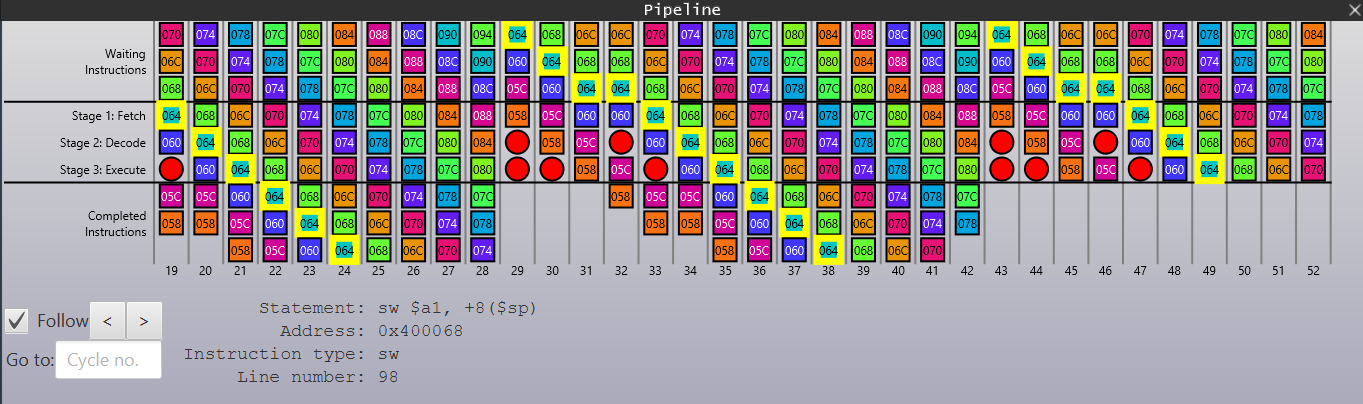 Pipeline
070 074 078 07C 080 084 088 08C 090 094 064 068 06C 06C 070 074 078 07C 080 084 088 08C 090 094 064 068 06C 06C 070 074 078 07C 080 084
Waiting
Instructions
06C 070 074 078 07C 080 084 088 08C 090 060 064 068 068 06C 070 074 078 07C 080 084 088 08C 090 060 064 068 068 06C 070 074 078 07C 080
068 06C 070 074 078 07C 080 084 088 08C 05C 060 064 064 068 06C 070 074 078 07C 080 084 088 08C 05C 060 064 064 068 06C 070 074 078 07C
Stage 1: Fetch 064 068 06C 070 074 078 07C 080 084 088 058 05C 060 060 064 068 06C 070 074 078 07C 080 084 088 058 05C 060 060 064 068 06C 070 074 078
Stage 2: Decode 060 064 068 06C 070 074 078 07C 080 084 058 05C 060 064 068 06C 070 074 078 07C 080 084 058 05C 060 064 068 06C 070 074
Stage 3: Execute 060 064 068 06C 070 074 078 07C 080 058 05C 060 064 068 06C 070 074 078 07C 080 058 05C 060 064 068 06C 070
05C 05C 060 064 068 06C 070 074 078 07C 058 05C 05C 060 064 068 06C 070 074 078 07C
Completed
Instructions
058 058 05C 060 064 068 06C 070 074 078 058 058 05C 060 064 068 06C 070 074 078
058 05C 060 064 068 06C 070 074 058 05C 060 064 068 06C 070
19 20 21 22 23 24 25 26 27 28 29 30 31 32 33 34 35 36 37 38 39 40 41 42 43 44 45 46 47 48 49 50 51 52
Follow < >
Go to: Cycle no.
Statement: sw $a1, +8($sp)
Address: 0x400068
Instruction type: sw
Line number: 98